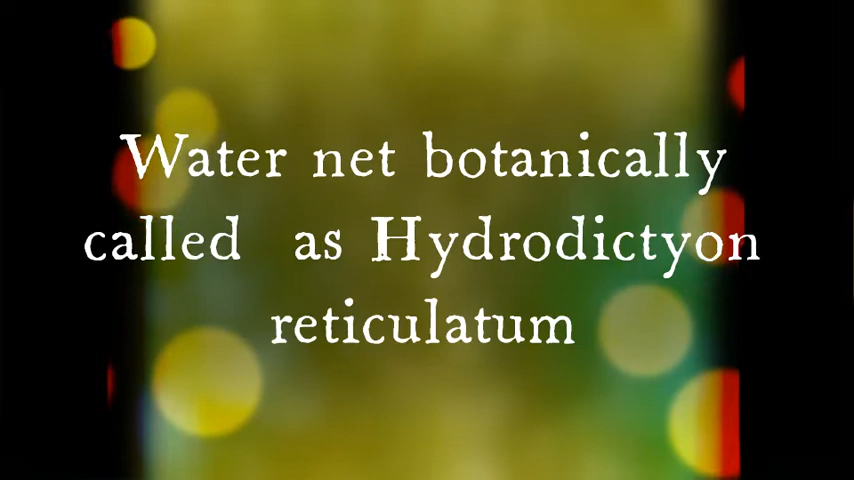 Water net botanically
called as Hydrodictyon
reticulatum